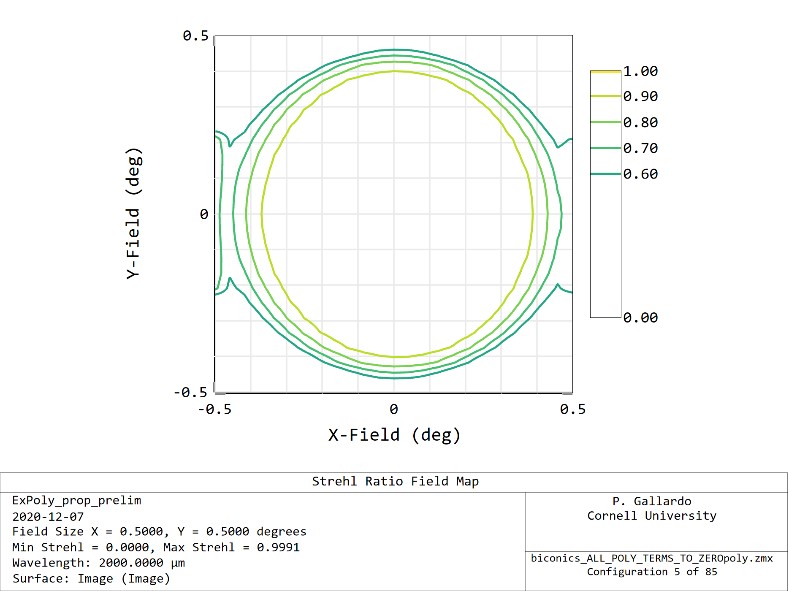 0.5
0
-0.5
Y-Field (deg)
-0.5 0 0.5
X-Field (deg)
1.00
0.90
0.80
0.70
0.60
0.00
Strehl Ratio Field Map
ExPoly_prop_prelim
2020-12-07
Field Size X = 0.5000, Y = 0.5000 degrees
Min Strehl = 0.0000, Max Strehl = 0.9991
Wavelength: 2000.0000 µm
Surface: Image (Image)
P. Gallardo
Cornell University
biconics_ALL_POLY_TERMS_TO_ZEROpoly.zmx
Configuration 5 of 85